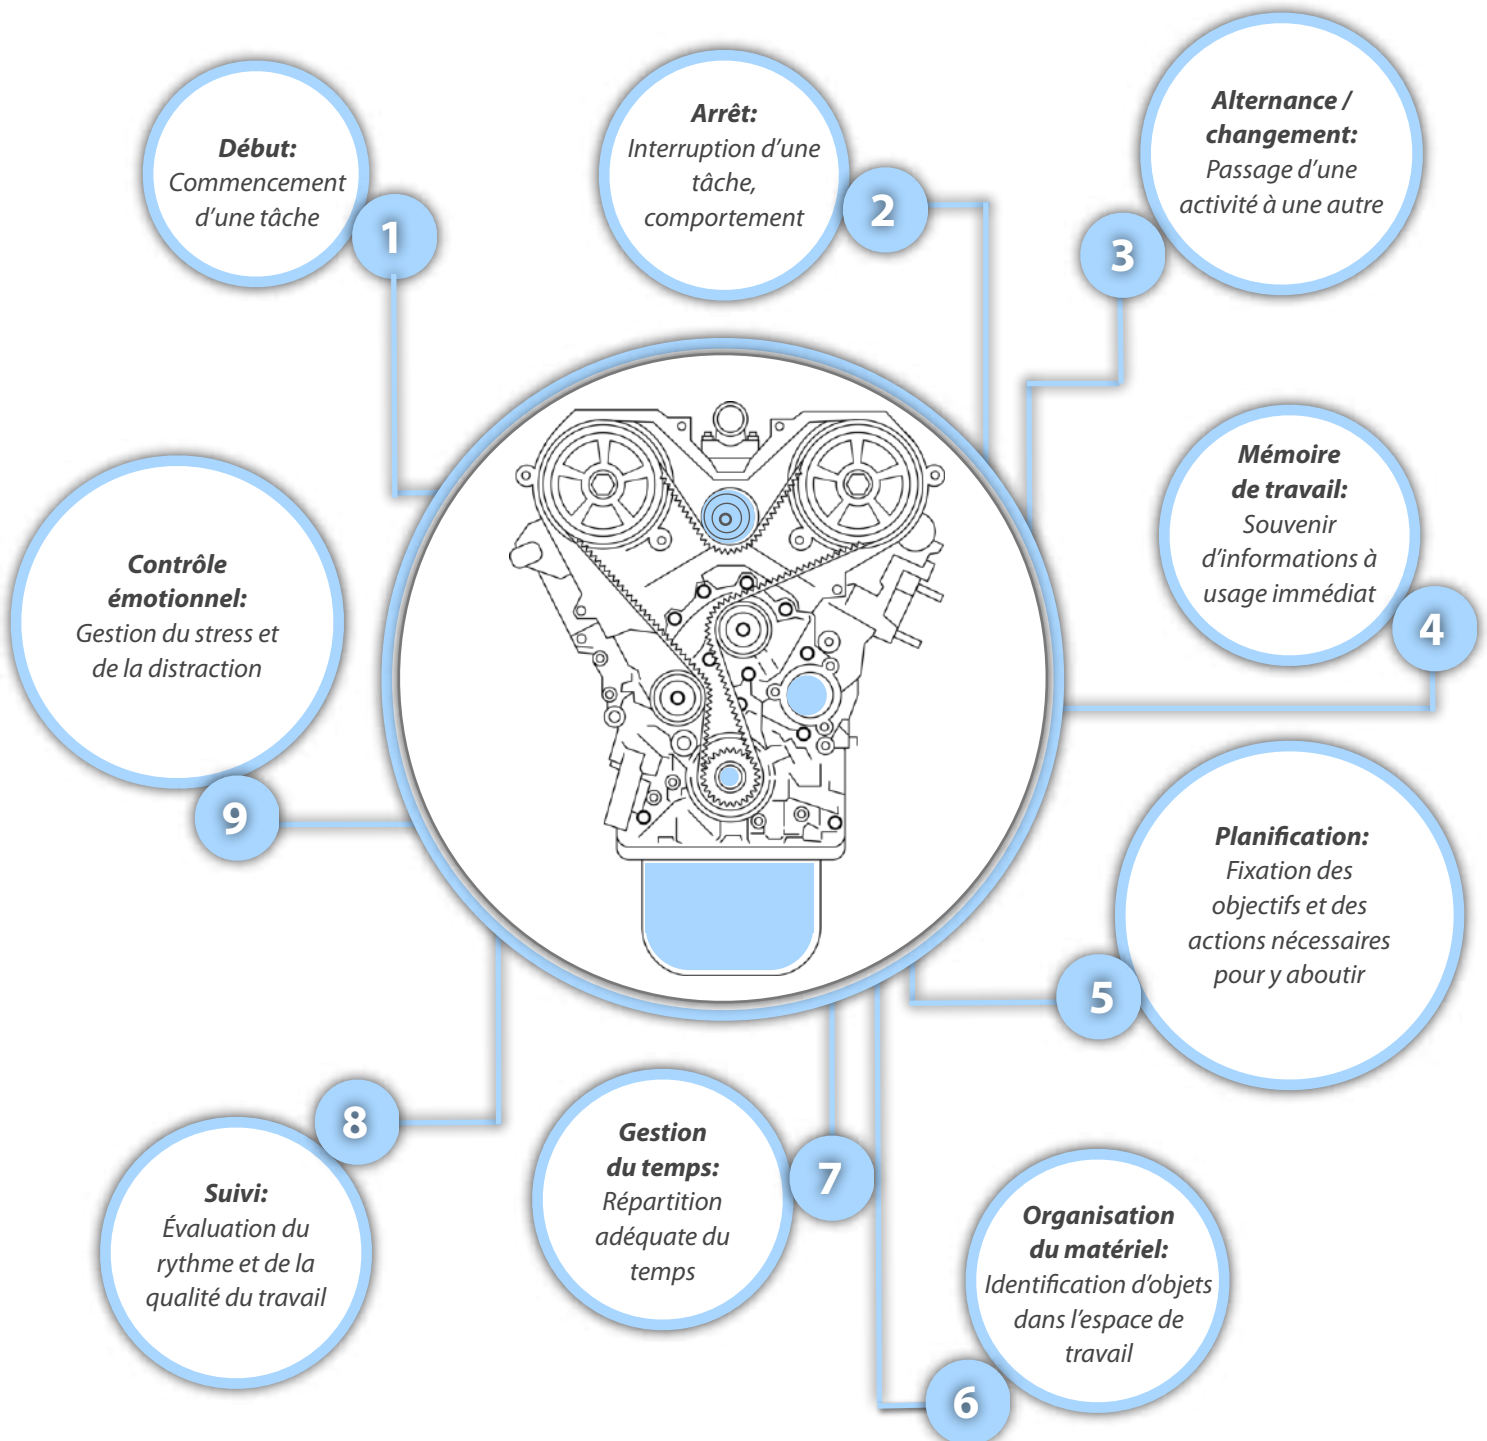 Début:
Commencement
d’une tâche
1
Arrêt:
Interruption d’une
tâche,
comportement
2
Alternance /
changement:
Passage d’une
activité à une autre
3
Mémoire
de travail:
Souvenir
d’informations à
usage immédiat
4
Planification:
Fixation des
objectifs et des
actions nécessaires
pour y aboutir
5
Organisation
du matériel:
Identification d’objets
dans l’espace de
travail
6
Gestion
du temps:
Répartition
adéquate du
temps
7
Suivi:
Évaluation du
rythme et de la
qualité du travail
8
Contrôle
émotionnel:
Gestion du stress et
de la distraction
9